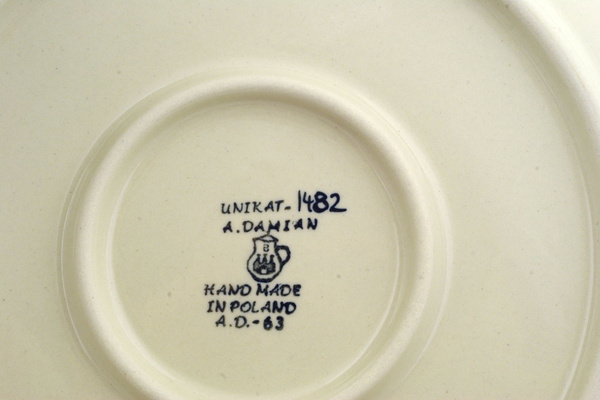 UNIKAT-1482
A. DAMIAN
B
HAND MADE
IN POLAND
A.D.-63